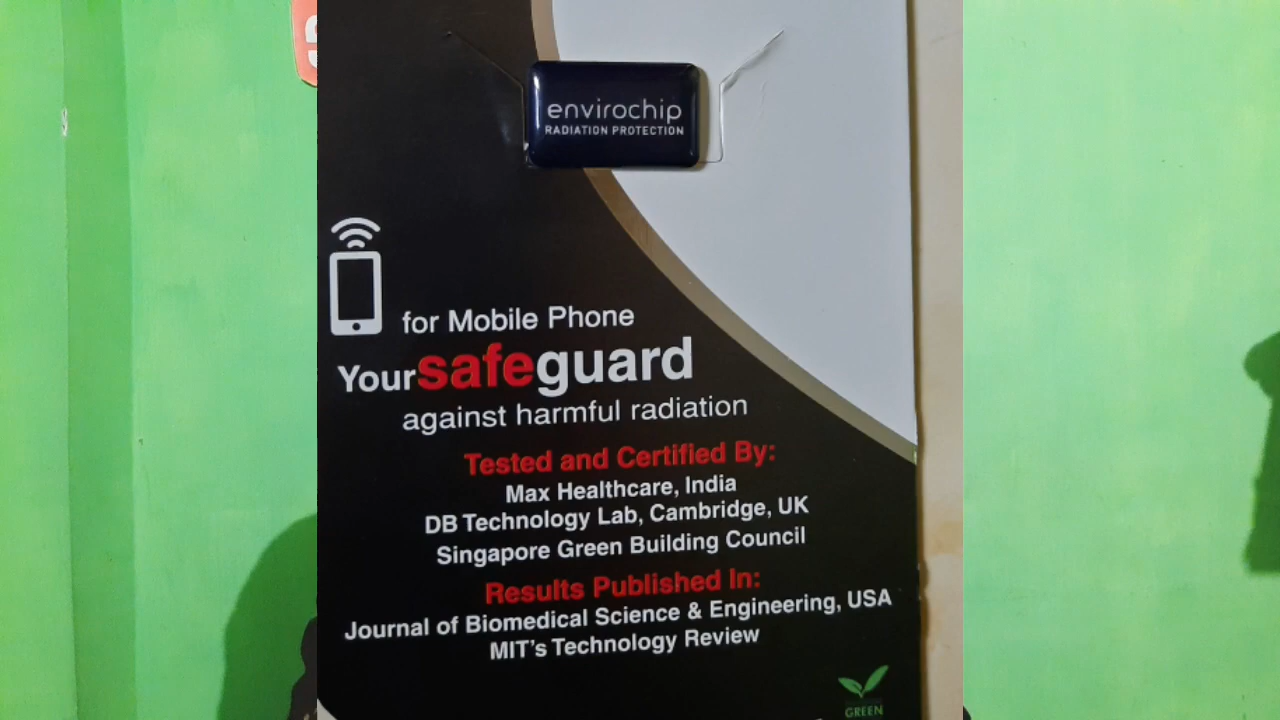 envirochip
RADIATION PROTECTION
for Mobile Phone
Yoursafeguard
against harmful radiation
Tested and Certified By:
Max Healthcare, India
DB Technology Lab, Cambridge, UK
Singapore Green Building Council
Results Published In:
Journal of Biomedical Science & Engineering, USA
MIT's Technology Review
GREEN